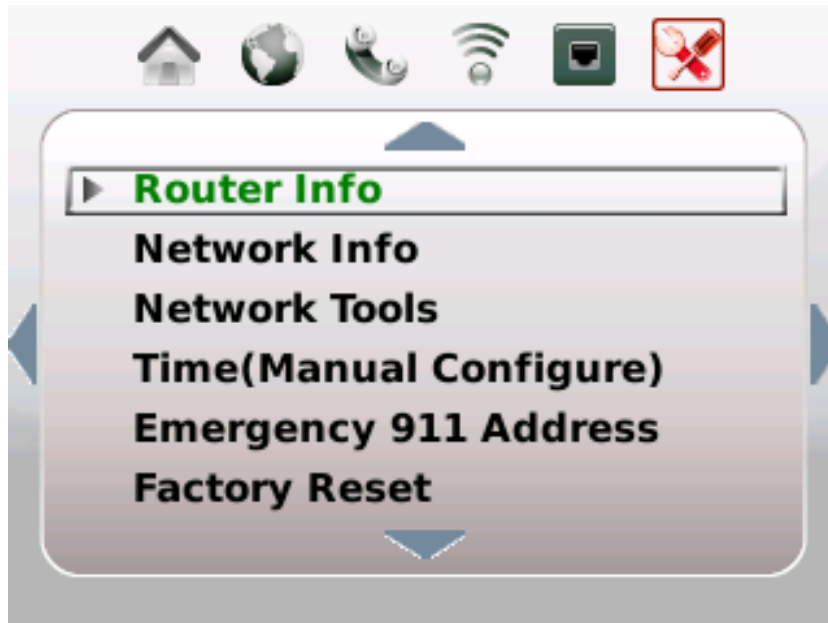 Router Info
Network Info
Network Tools
Time(Manual Configure)
Emergency 911 Address
Factory Reset